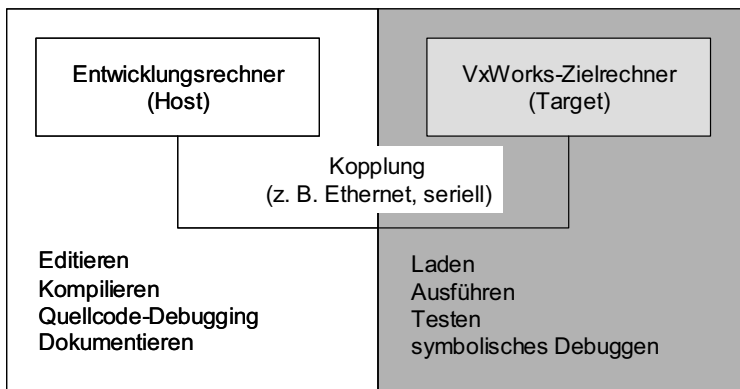 Entwicklungsrechner
(Host)
VxWorks-Zielrechner
(Target)
Kopplung
(z. B. Ethernet, seriell)
Editieren
Kompilieren
Quellcode-Debugging
Dokumentieren
Laden
Ausführen
Testen
symbolisches Debuggen